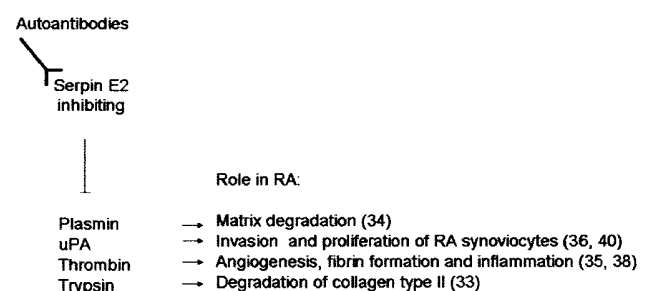 Autoantibodies
Serpin E2
inhibiting
Role in RA:
Plasmin → Matrix degradation (34)
uPA → Invasion and proliferation of RA synoviocytes (36, 40)
Thrombin → Angiogenesis, fibrin formation and inflammation (35, 38)
Trypsin → Degradation of collagen type II (33)